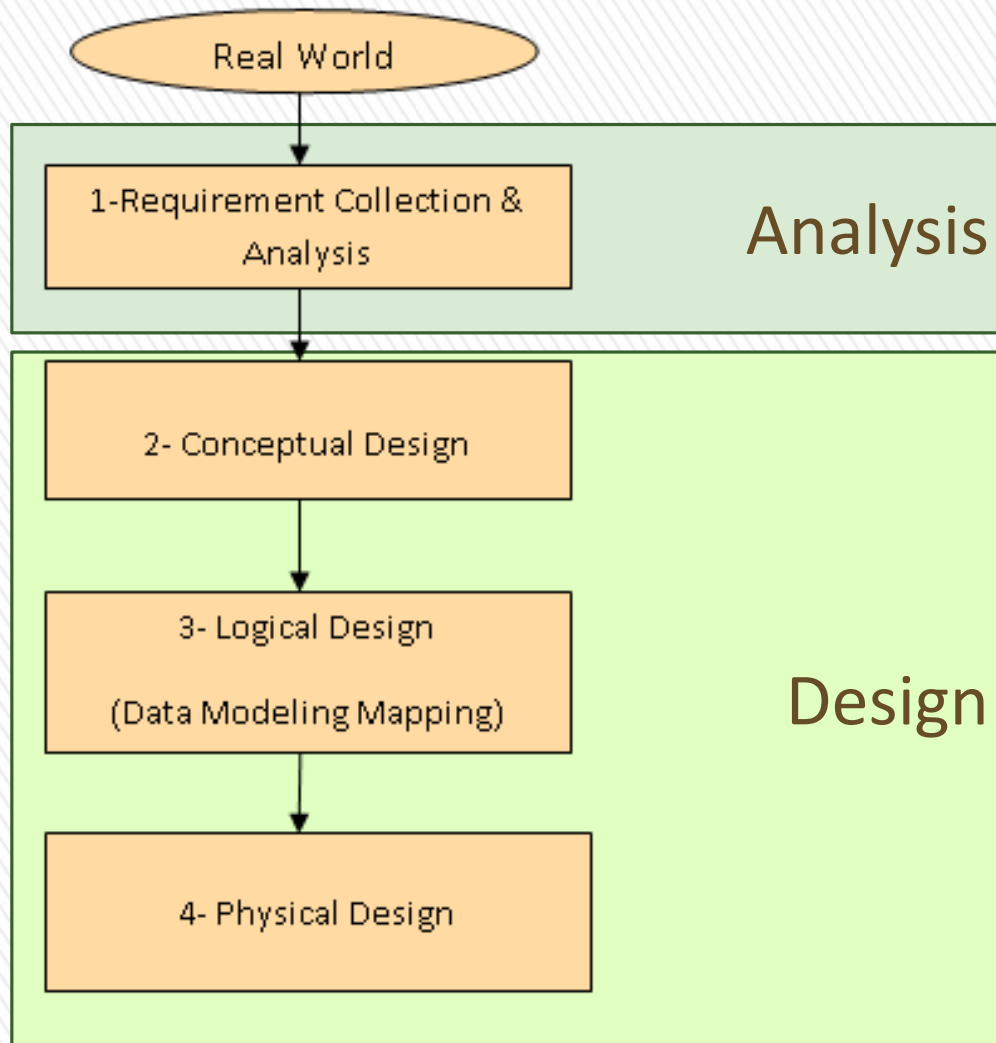 Real World
1-Requirement Collection &
Analysis
Analysis
2- Conceptual Design
3- Logical Design
(Data Modeling Mapping)
Design
4- Physical Design